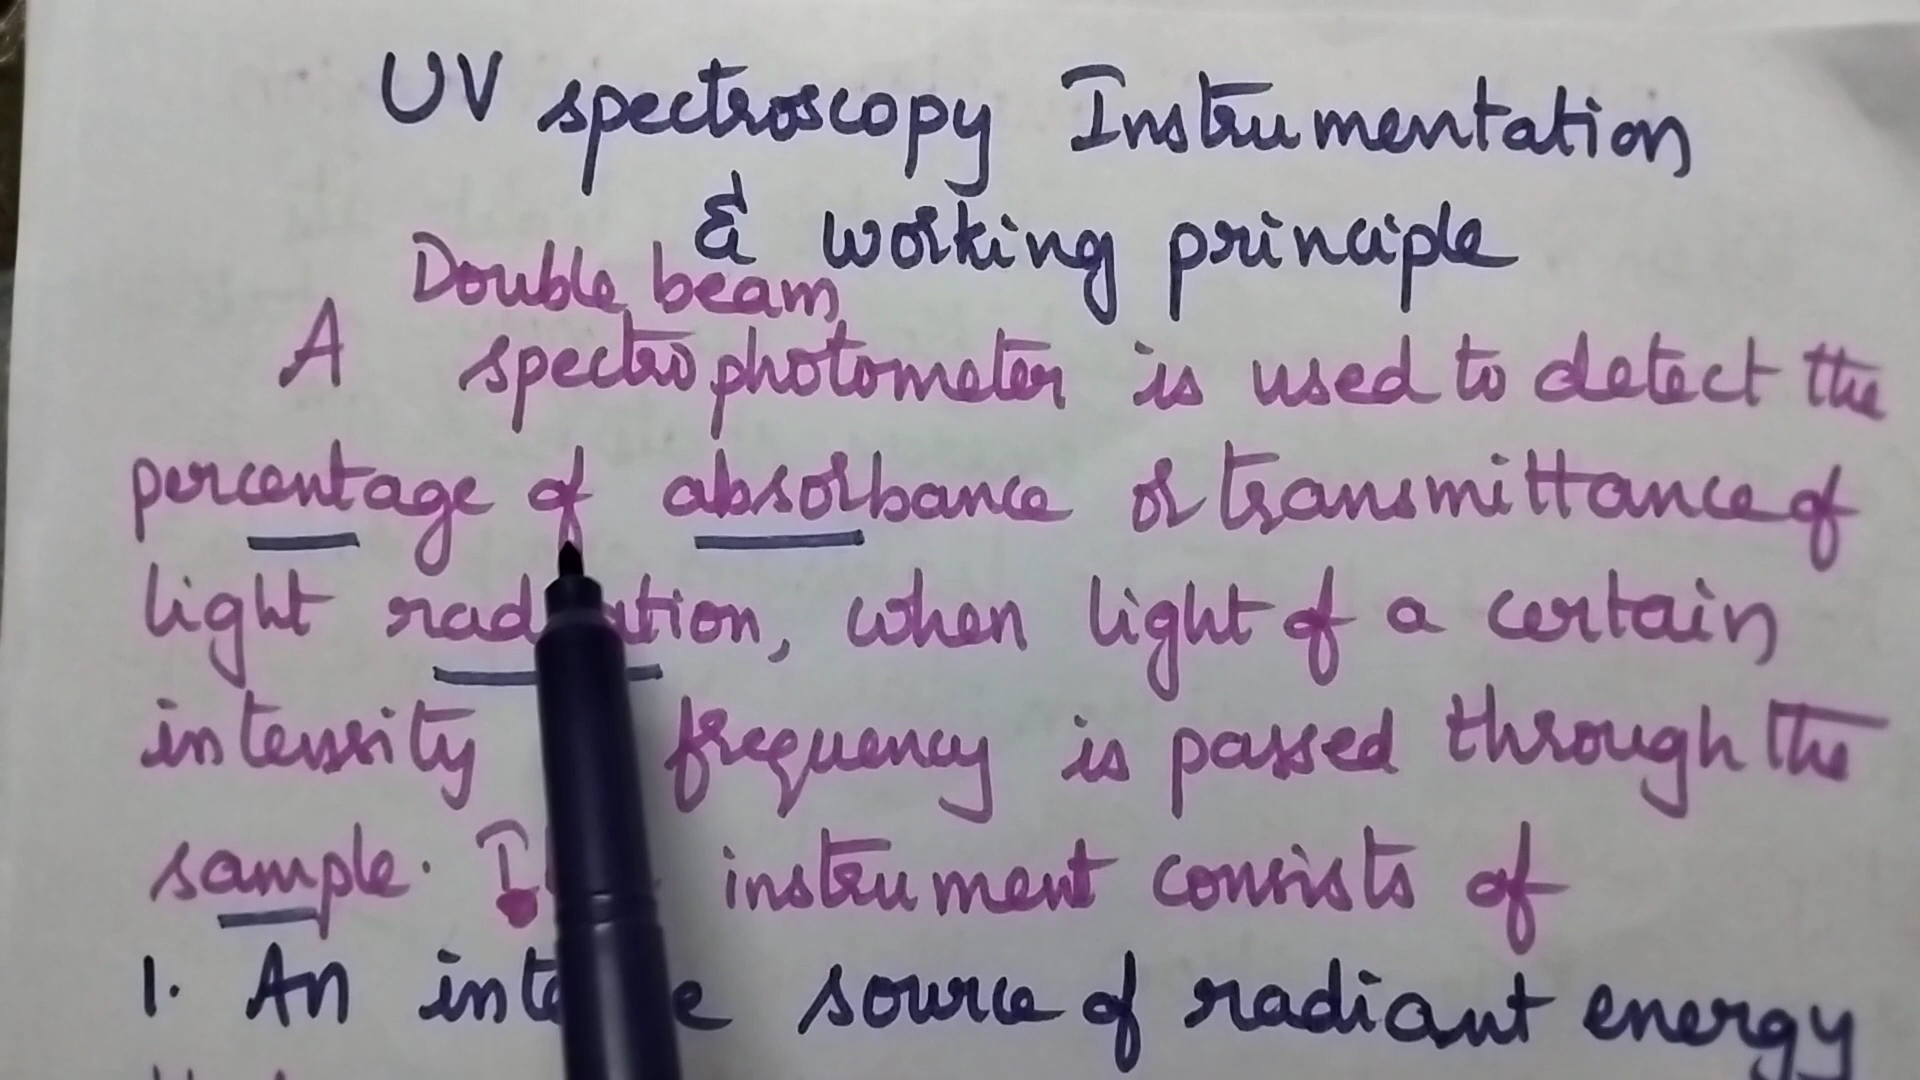 UV spectroscopy Instrumentation
& working principle
Double beam
A spectrophotometer is used to detect the
percentage of absorbance or transmittance of
light radiation, when light of a certain
intensity frequency is passed through the
sample. instrument consists of
1. An source of radiant energy